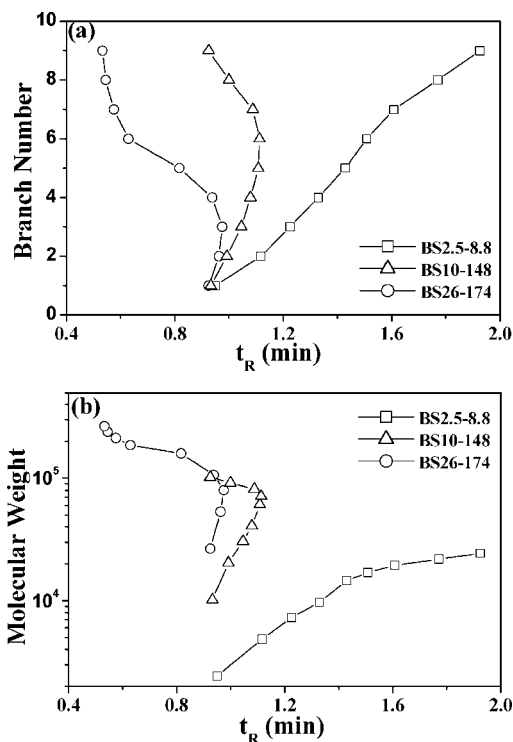 (a)
10
8
6
4
2
0
Branch Number
BS2.5-8.8
BS10-148
BS26-174
0.4 0.8 1.2 1.6 2.0
t_R (min)
(b)
10^5
10^4
Molecular Weight
BS2.5-8.8
BS10-148
BS26-174
0.4 0.8 1.2 1.6 2.0
t_R (min)